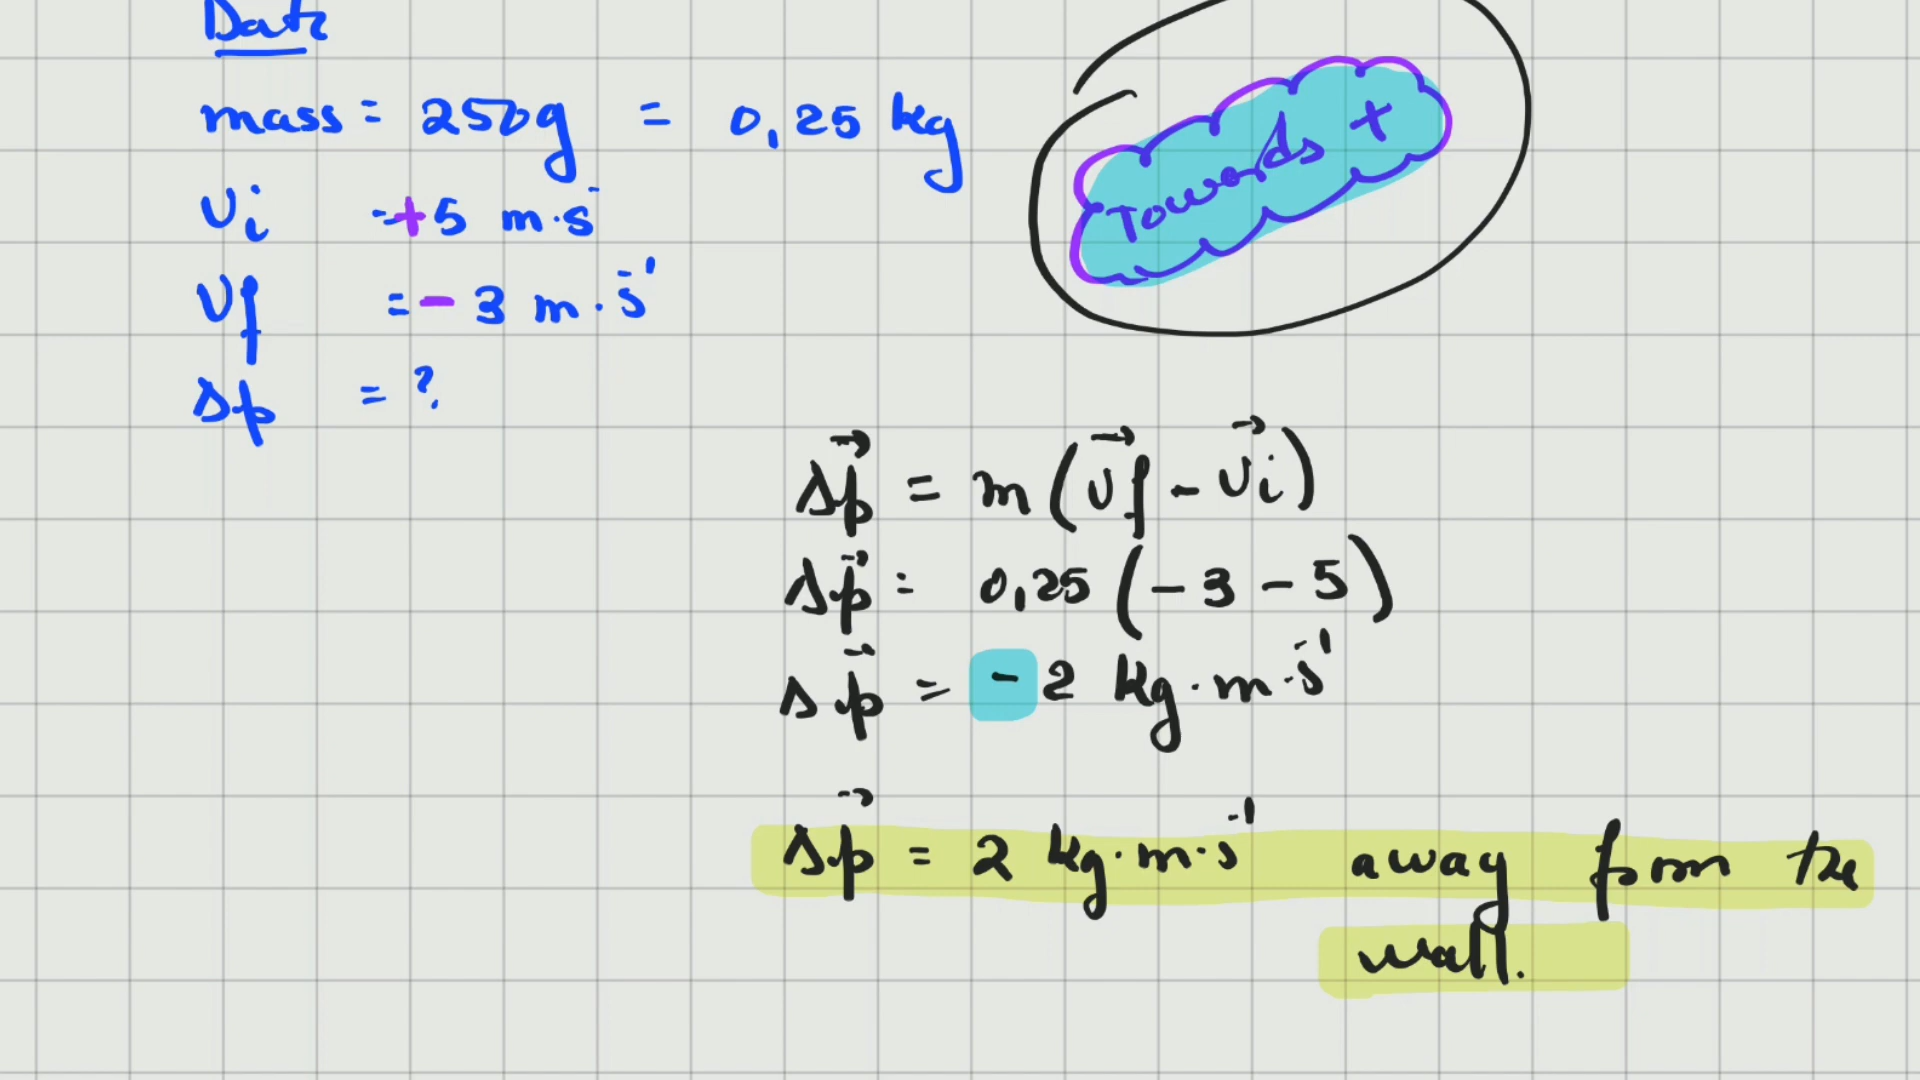 Data
mass = 250g = 0,25 kg
Vi = +5 m·s⁻
Vf = - 3 m·s⁻¹
Δp = ?
Towards +
Δp⃗ = m(v⃗f - v⃗i)
Δp⃗ = 0,25 (-3 - 5)
Δp⃗ = -2 kg·m·s⁻¹
Δp⃗ = 2 kg·m·s⁻¹ away from the
wall.